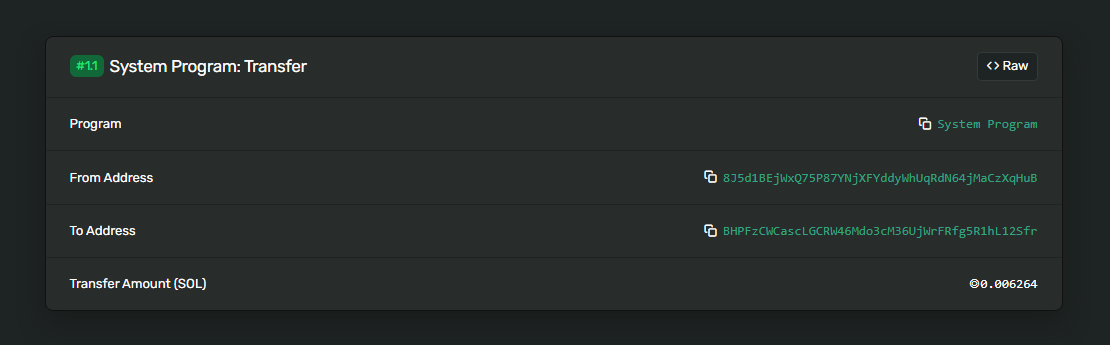 #1.1 System Program: Transfer
<> Raw
Program
System Program
From Address
8J5d1BEjWxQ75P87YNjXFYddyWhUqRdN64jMaCzXqHuB
To Address
BHPFzCWCascLGCRW46Mdo3cM36UjWrFRfg5R1hL12Sfr
Transfer Amount (SOL)
◎0.006264